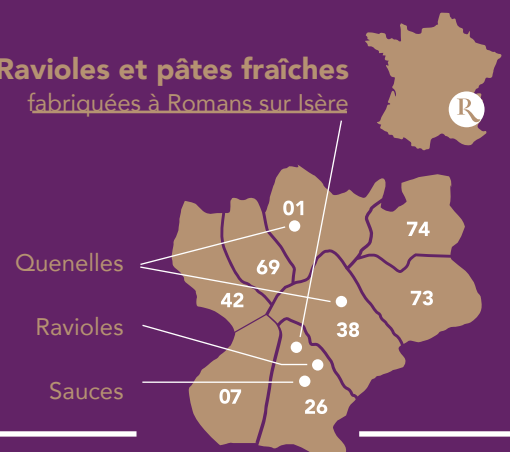 Ravioles et pâtes fraîches
fabriquées à Romans sur Isère
R
01
74
Quenelles
69
42
73
Ravioles
38
Sauces
07
26